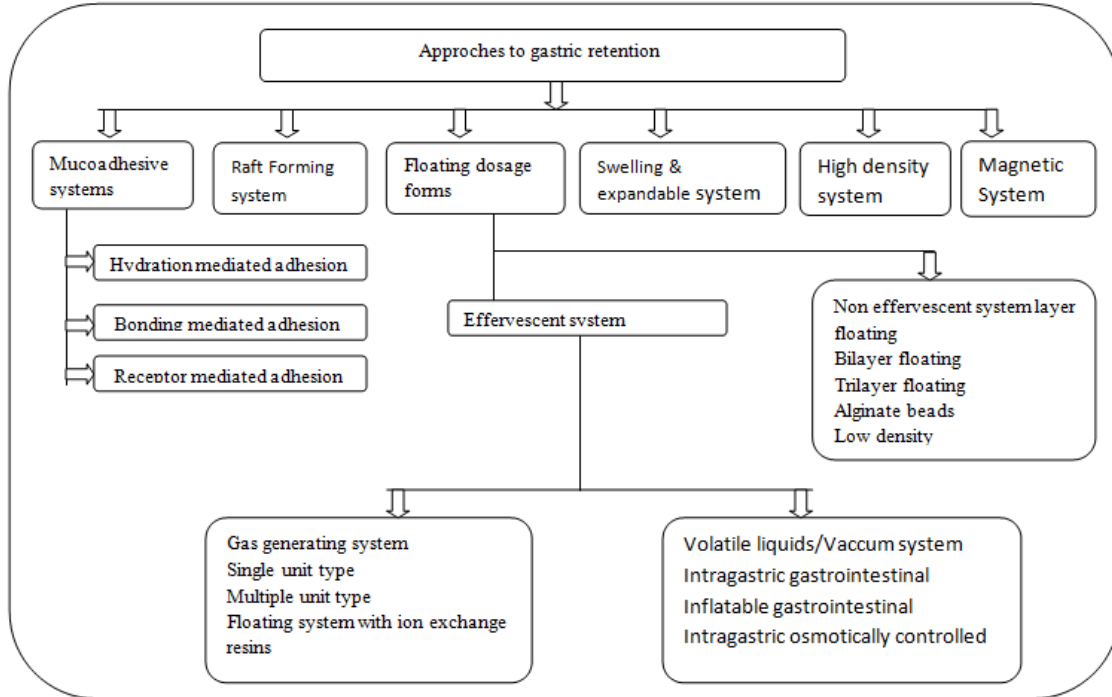 Approches to gastric retention
Mucoadhesive
systems
Raft Forming
system
Floating dosage
forms
Swelling &
expandable system
High density
system
Magnetic
System
Hydration mediated adhesion
Bonding mediated adhesion
Receptor mediated adhesion
Effervescent system
Non effervescent system layer
floating
Bilayer floating
Trilayer floating
Alginate beads
Low density
Gas generating system
Single unit type
Multiple unit type
Floating system with ion exchange
resins
Volatile liquids/Vaccum system
Intragastric gastrointestinal
Inflatable gastrointestinal
Intragastric osmotically controlled